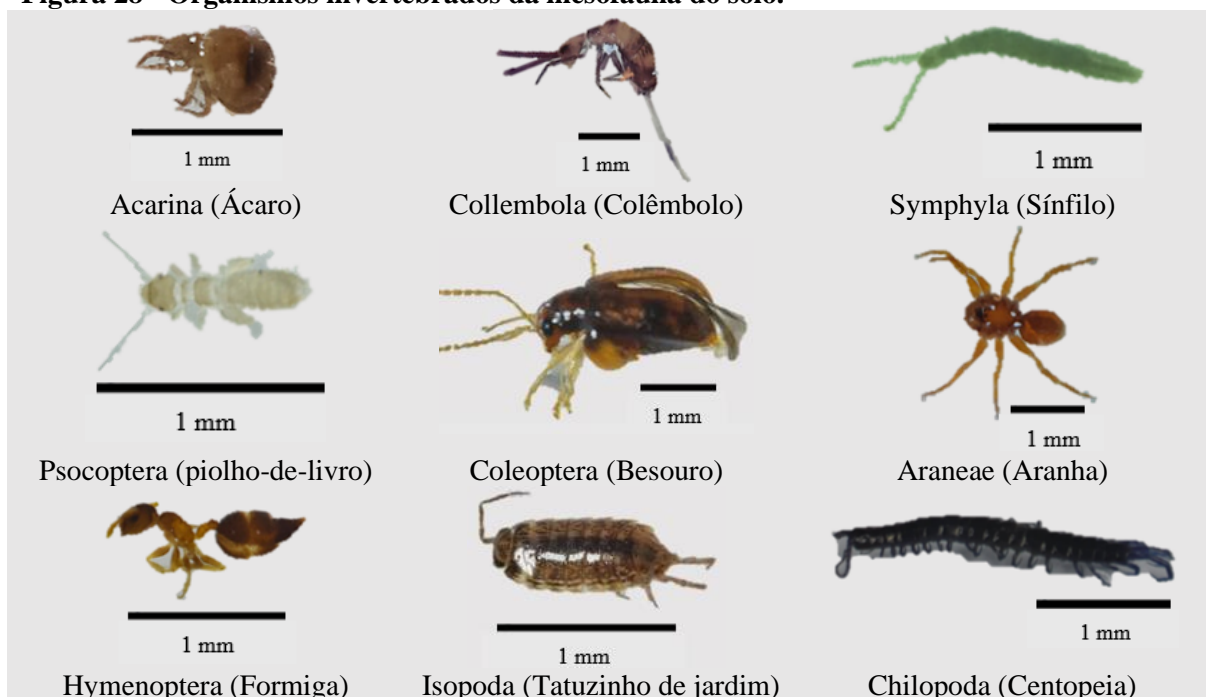 Figura 28 - Organismos invertebrados da mesofauna do solo.
1 mm 1 mm 1 mm
Acarina (Ácaro) Collembola (Colêmbolo) Symphyla (Sínfilo)
1 mm 1 mm 1 mm
Psocoptera (piolho-de-livro) Coleoptera (Besouro) Araneae (Aranha)
1 mm 1 mm 1 mm
Hymenoptera (Formiga) Isopoda (Tatuzinho de jardim) Chilopoda (Centopeia)